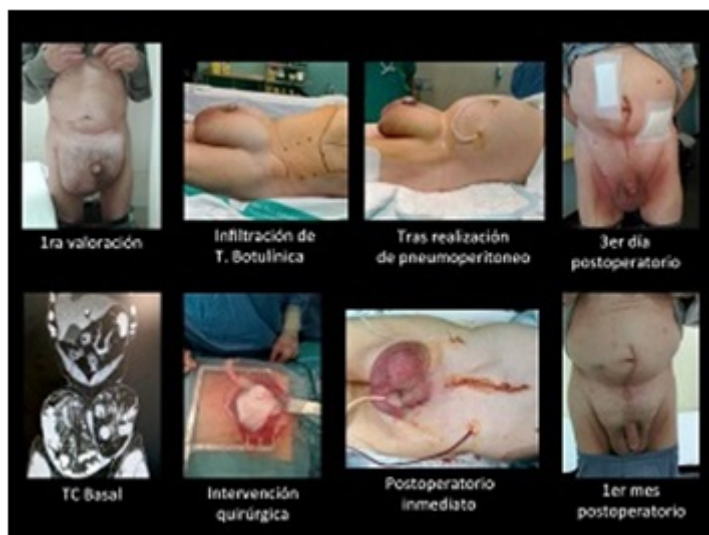 1ra valoración
Infiltración de
T. Botulínica
Tras realización
de pneumoperitoneo
3er día
postoperatorio
TC Basal
Intervención
quirúrgica
Postoperatorio
inmediato
1er mes
postoperatorio